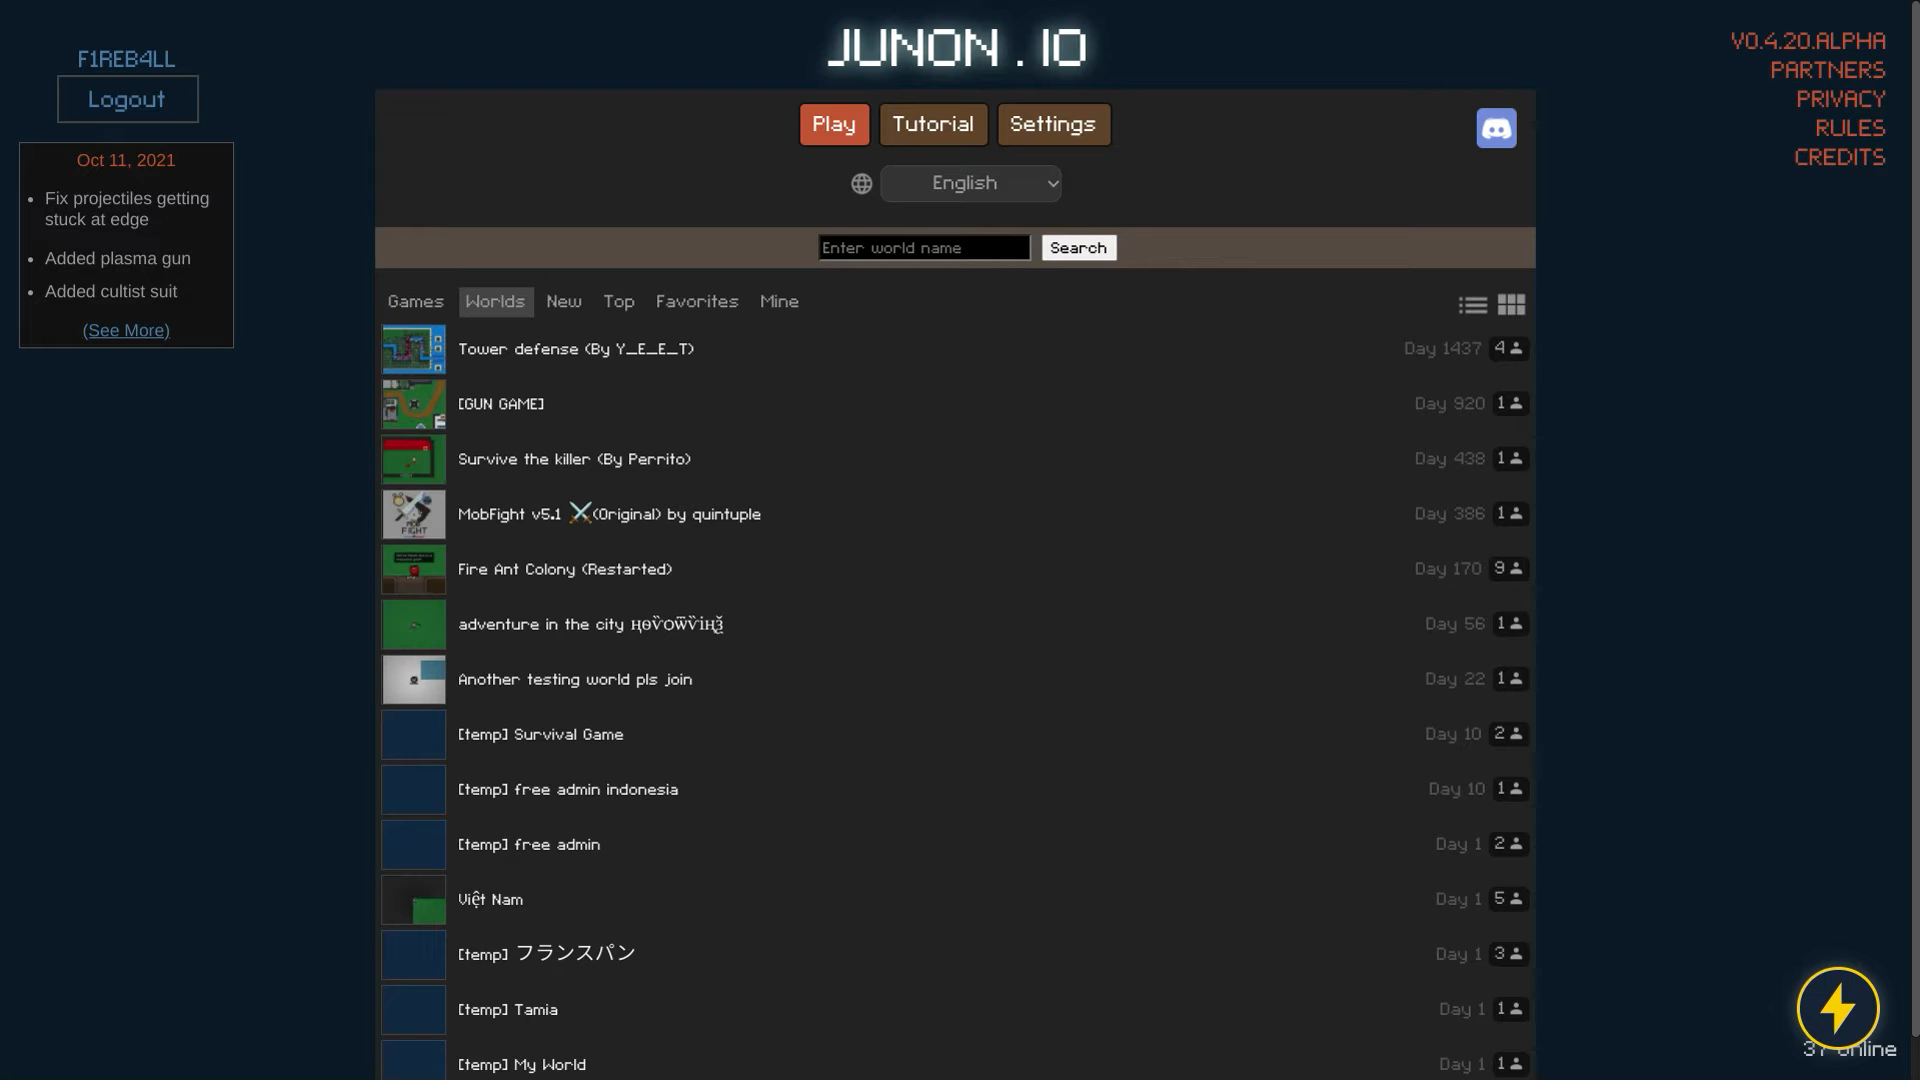 JUNON.IO
F1REB4LL
Logout
Oct 11, 2021
Fix projectiles getting
stuck at edge
Added plasma gun
Added cultist suit
(See More)
V0.4.20.ALPHA
PARTNERS
PRIVACY
RULES
CREDITS
Play Tutorial Settings
English
Enter world name Search
Games Worlds New Top Favorites Mine
Tower defense (By Y_E_E_T) Day 1437 4
[GUN GAME] Day 920 1
Survive the killer (By Perrito) Day 438 1
MobFight v5.1 ⚔(Original) by quintuple Day 386 1
FIGHT
Fire Ant Colony (Restarted) Day 170 9
adventure in the city Day 56 1
Another testing world pls join Day 22 1
[temp] Survival Game Day 10 2
[temp] free admin indonesia Day 10 1
[temp] free admin Day 1 2
Việt Nam Day 1 5
[temp] フランスパン Day 1 3
[temp] Tamia Day 1 1
[temp] My World Day 1 1
online